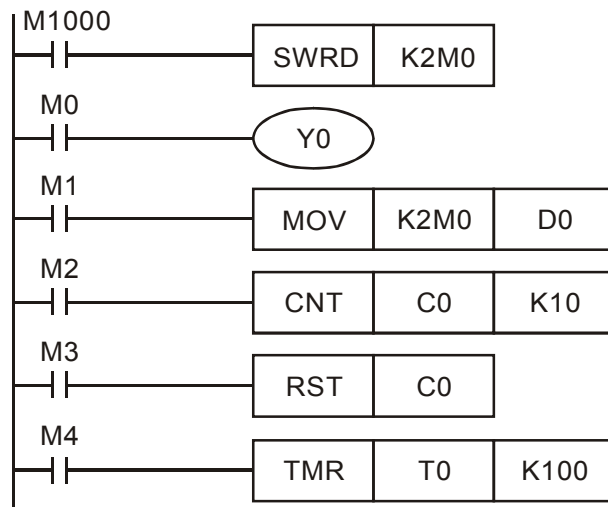 M1000
SWRD K2M0
M0
Y0
M1
MOV K2M0 D0
M2
CNT C0 K10
M3
RST C0
M4
TMR T0 K100